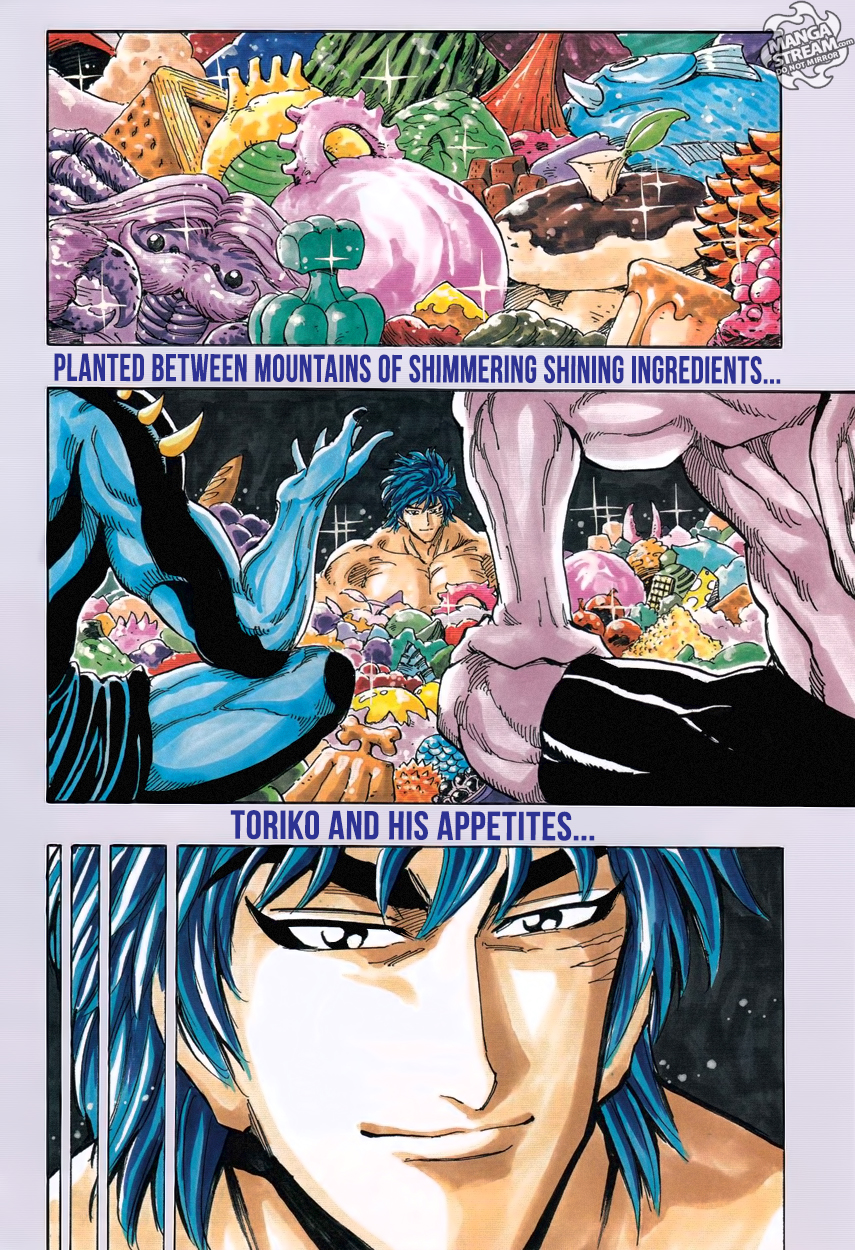 MANGA
STREAM.com
DO NOT MIRROR
PLANTED BETWEEN MOUNTAINS OF SHIMMERING SHINING INGREDIENTS...
TORIKO AND HIS APPETITES...